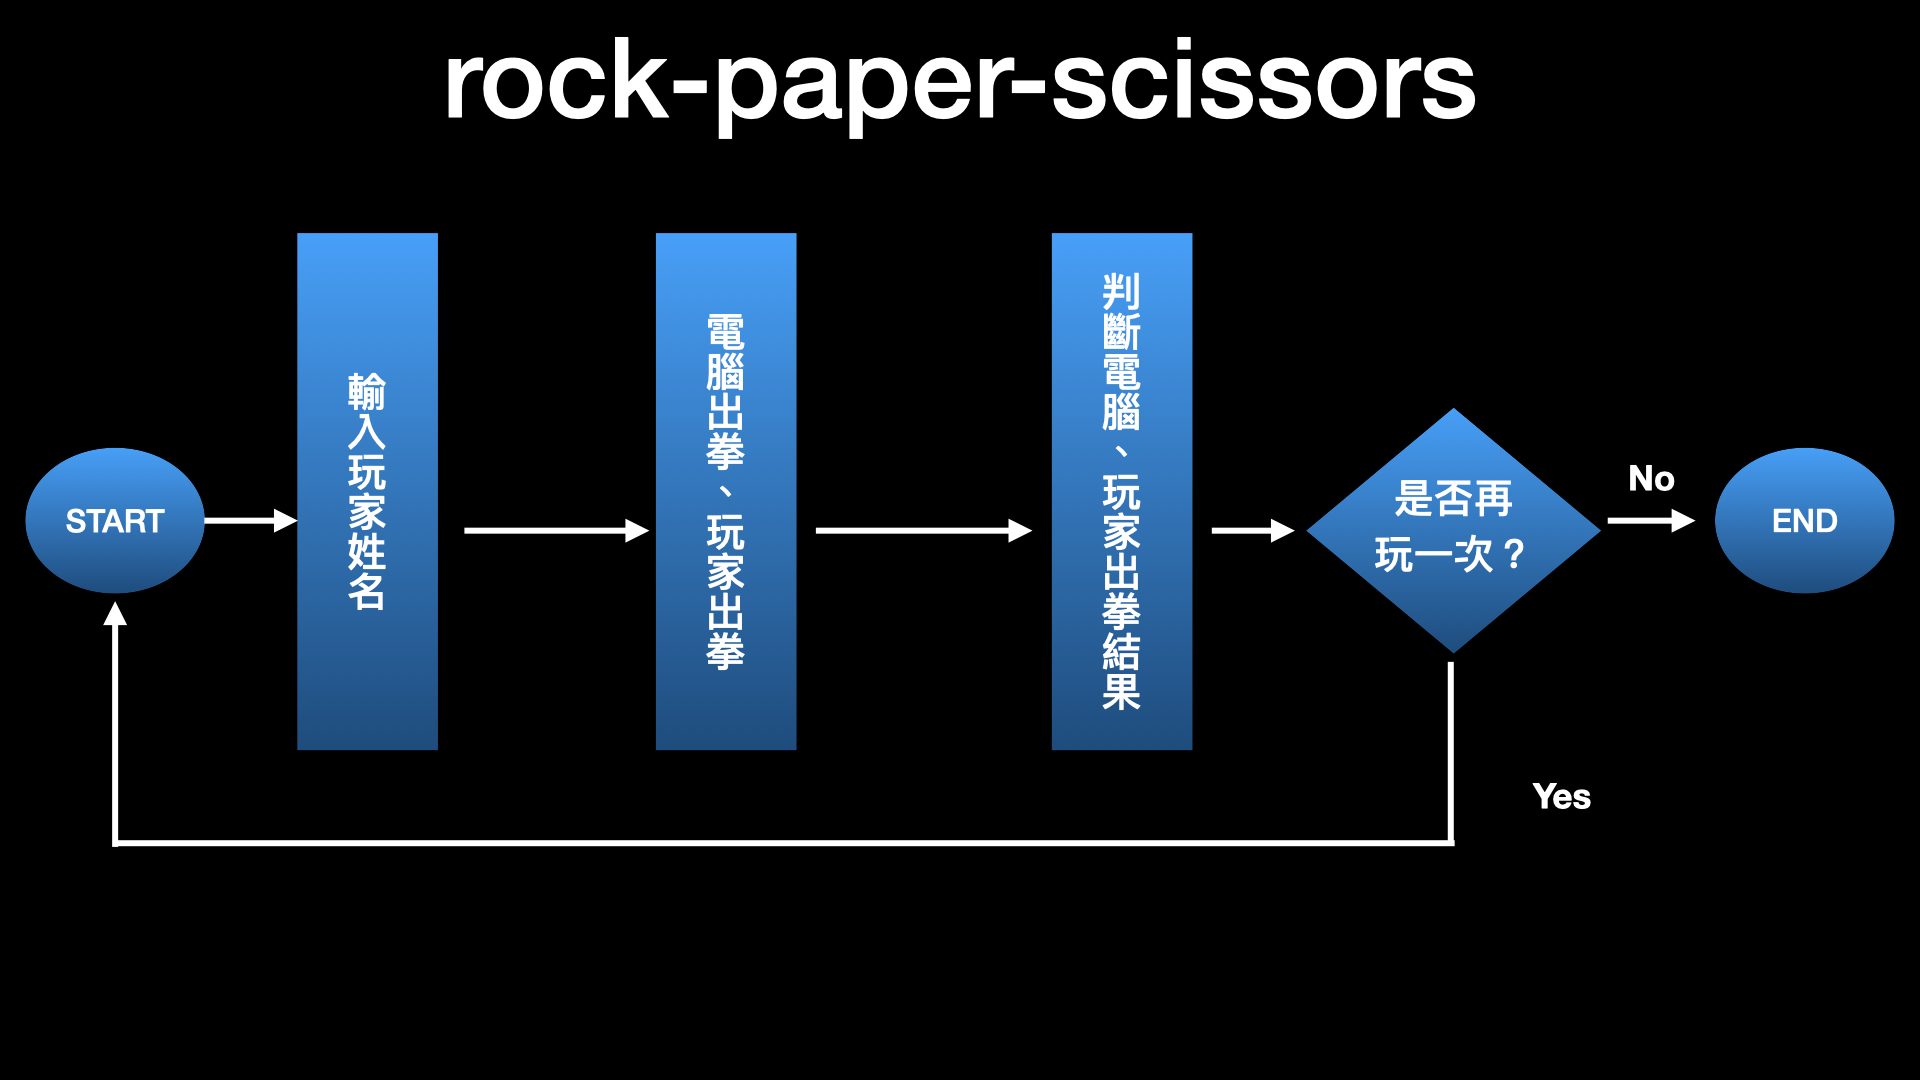 rock-paper-scissors
START
輸入玩家姓名
電腦出拳、玩家出拳
判斷電腦、玩家出拳結果
是否再
玩一次？
No
END
Yes